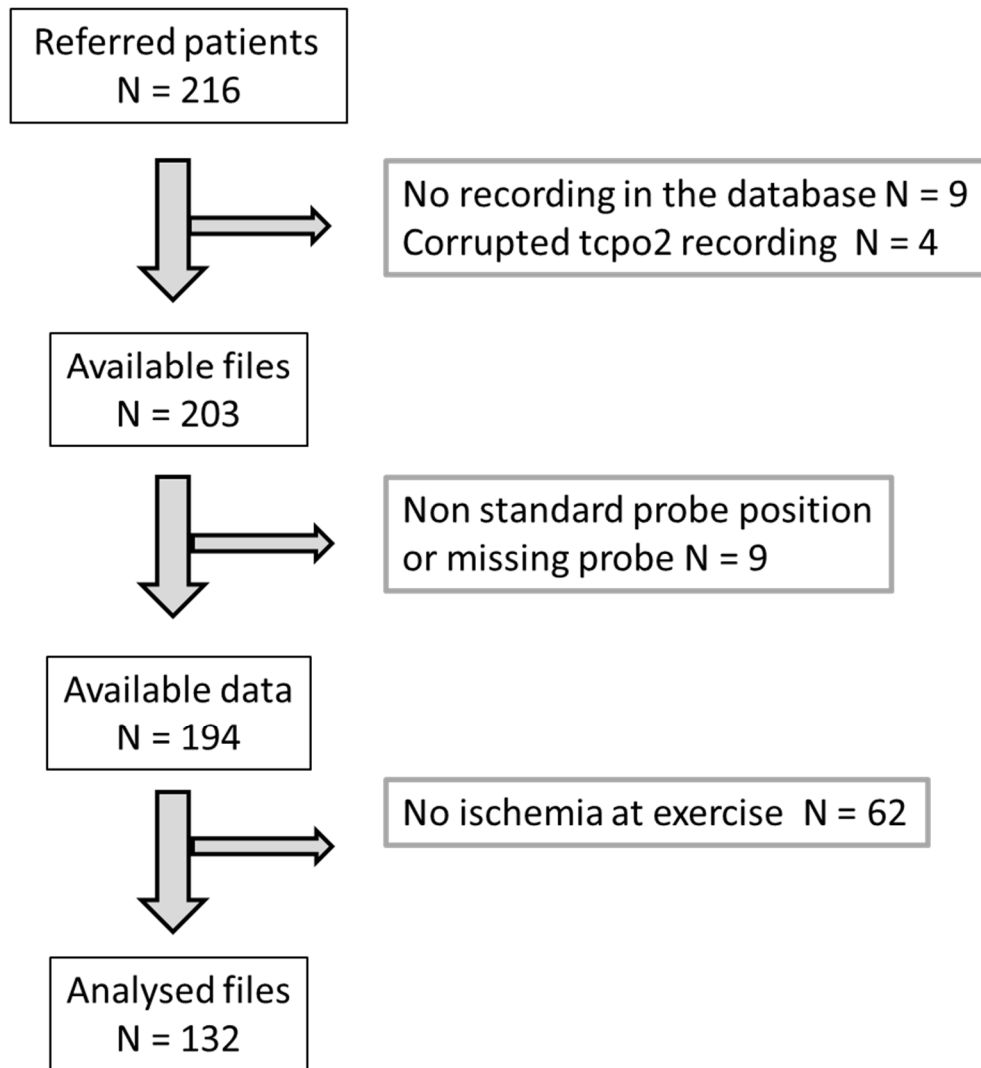 Referred patients
N = 216
No recording in the database N = 9
Corrupted tcpo2 recording N = 4
Available files
N = 203
Non standard probe position
or missing probe N = 9
Available data
N = 194
No ischemia at exercise N = 62
Analysed files
N = 132